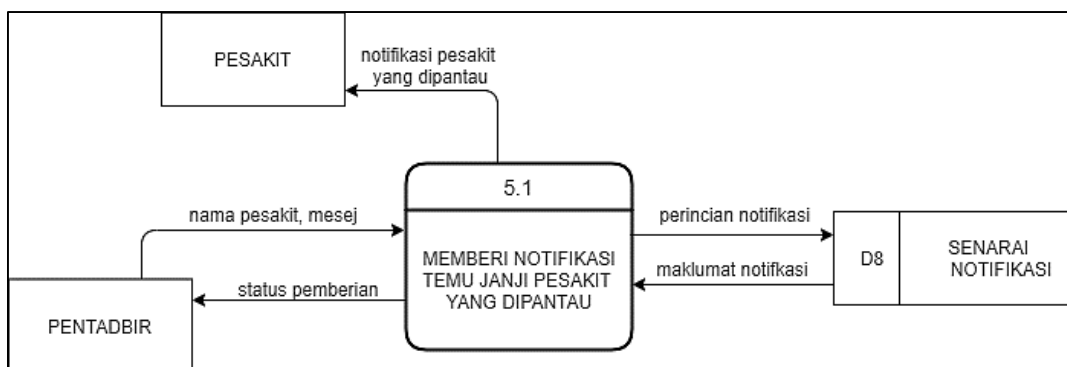 PESAKIT
notifikasi pesakit
yang dipantau
5.1
nama pesakit, mesej
perincian notifikasi
MEMBERI NOTIFIKASI
TEMU JANJI PESAKIT
YANG DIPANTAU
D8
SENARAI
NOTIFIKASI
maklumat notifkasi
status pemberian
PENTADBIR